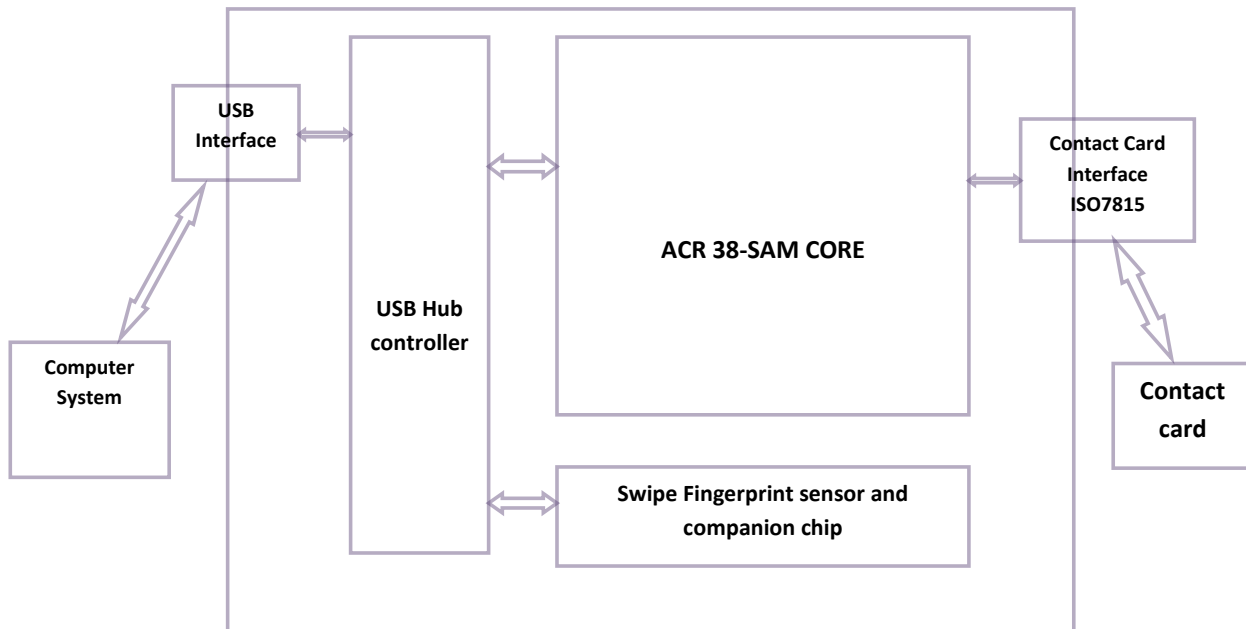 USB
Interface
Contact Card
Interface
ISO7815
ACR 38-SAM CORE
USB Hub
controller
Computer
System
Contact
card
Swipe Fingerprint sensor and
companion chip